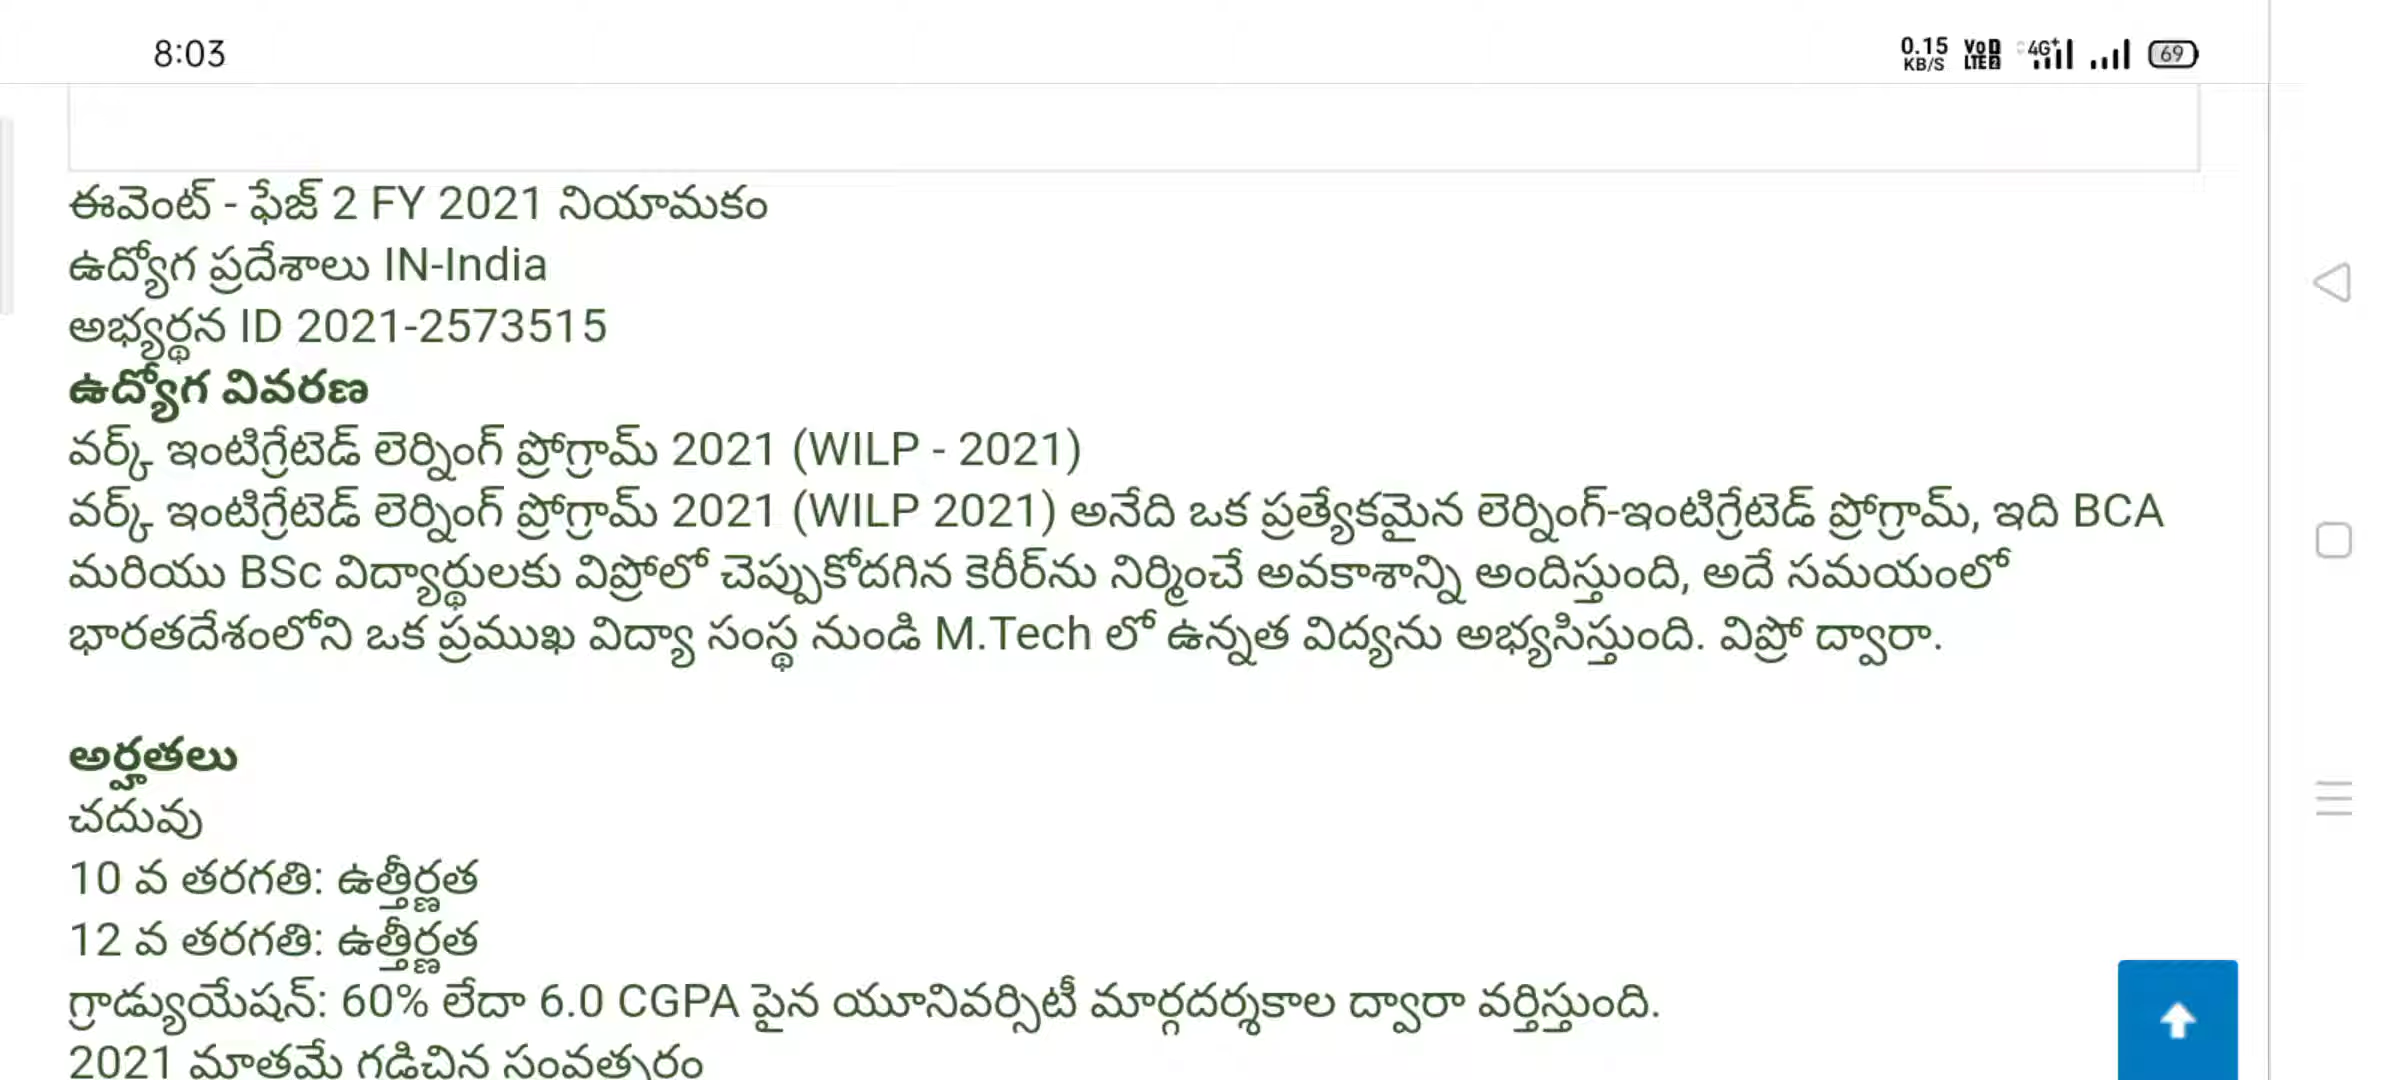 8:03
0.15 KB/S VoD LTE2 4G+ 69
ఈవెంట్ - ఫేజ్ 2 FY 2021 నియామకం
ఉద్యోగ ప్రదేశాలు IN-India
అభ్యర్థన ID 2021-2573515
ఉద్యోగ వివరణ
వర్క్ ఇంటిగ్రేటెడ్ లెర్నింగ్ ప్రోగ్రామ్ 2021 (WILP - 2021)
వర్క్ ఇంటిగ్రేటెడ్ లెర్నింగ్ ప్రోగ్రామ్ 2021 (WILP 2021) అనేది ఒక ప్రత్యేకమైన లెర్నింగ్-ఇంటిగ్రేటెడ్ ప్రోగ్రామ్, ఇది BCA
మరియు BSc విద్యార్థులకు విప్రోలో చెప్పుకోదగిన కెరీర్‌ను నిర్మించే అవకాశాన్ని అందిస్తుంది, అదే సమయంలో
భారతదేశంలోని ఒక ప్రముఖ విద్యా సంస్థ నుండి M.Tech లో ఉన్నత విద్యను అభ్యసిస్తుంది. విప్రో ద్వారా.
అర్హతలు
చదువు
10 వ తరగతి: ఉత్తీర్ణత
12 వ తరగతి: ఉత్తీర్ణత
గ్రాడ్యుయేషన్: 60% లేదా 6.0 CGPA పైన యూనివర్సిటీ మార్గదర్శకాల ద్వారా వర్తిస్తుంది.
2021 మాత్రమే గడిచిన సంవత్సరం